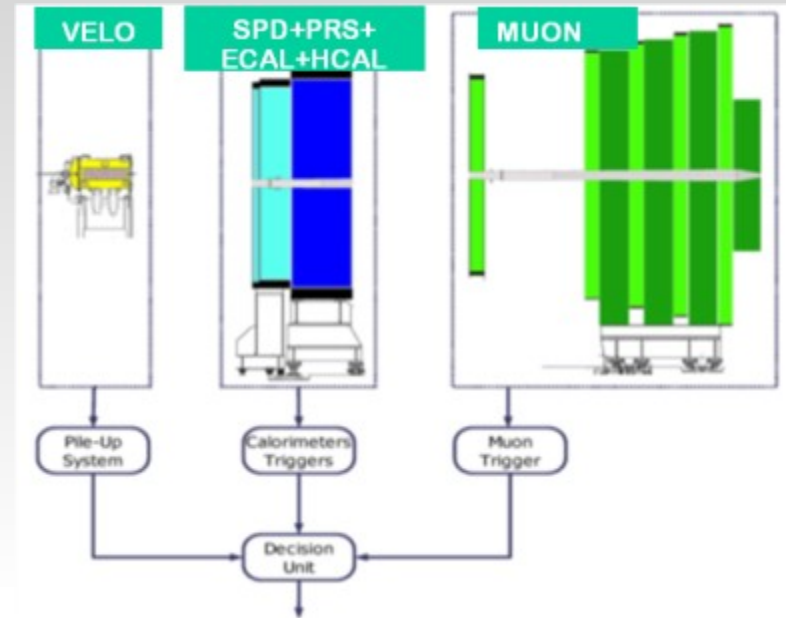 VELO
SPD+PRS+
ECAL+HCAL
MUON
Pile-Up
System
Calorimeters
Triggers
Muon
Trigger
Decision
Unit